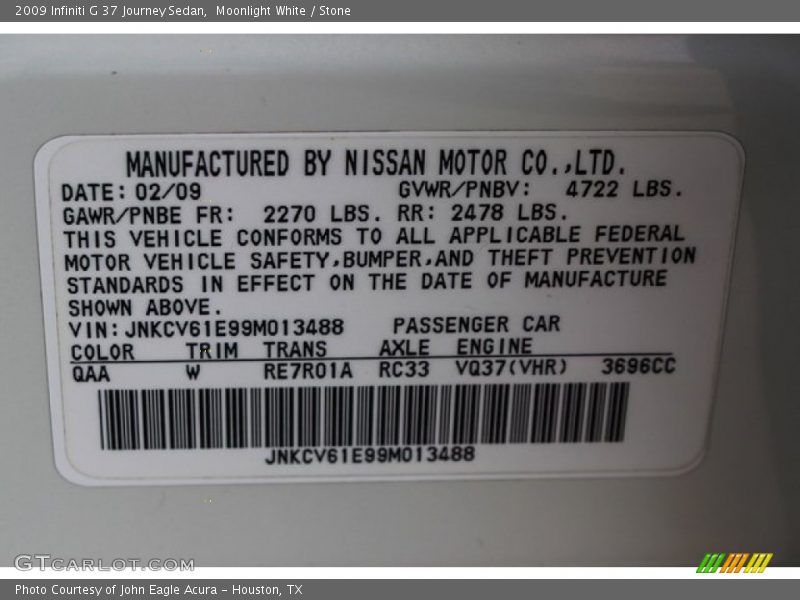 2009 Infiniti G 37 Journey Sedan, Moonlight White / Stone
MANUFACTURED BY NISSAN MOTOR CO.,LTD.
DATE: 02/09 GVWR/PNBV: 4722 LBS.
GAWR/PNBE FR: 2270 LBS. RR: 2478 LBS.
THIS VEHICLE CONFORMS TO ALL APPLICABLE FEDERAL
MOTOR VEHICLE SAFETY,BUMPER,AND THEFT PREVENTION
STANDARDS IN EFFECT ON THE DATE OF MANUFACTURE
SHOWN ABOVE.
VIN:JNKCV61E99M013488 PASSENGER CAR
COLOR TRIM TRANS AXLE ENGINE
QAA W RE7R01A RC33 VQ37(VHR) 3696CC
JNKCV61E99M013488
GTCARLOT.COM
Photo Courtesy of John Eagle Acura - Houston, TX